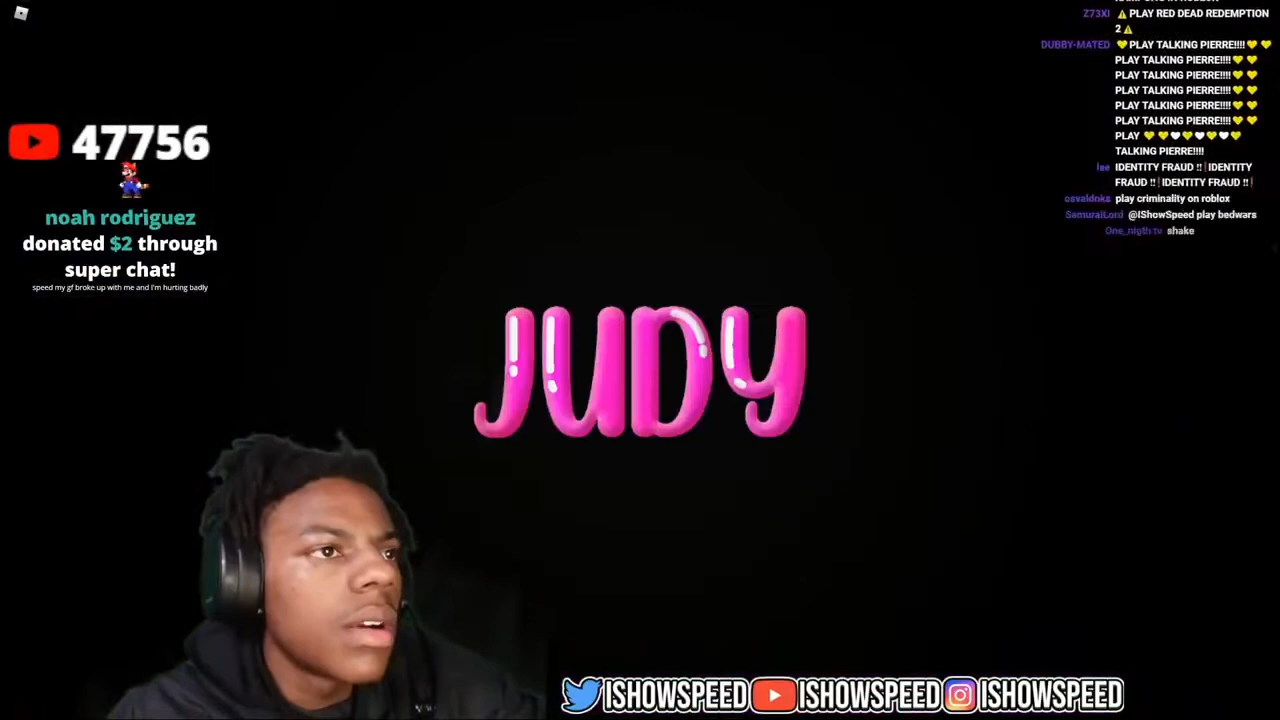 47756
noah rodriguez
donated $2 through
super chat!
speed my gf broke up with me and I'm hurting badly
JUDY
Z73XI ⚠️PLAY RED DEAD REDEMPTION
2⚠️
DUBBY-MATED 💛PLAY TALKING PIERRE!!!!💛 💛
PLAY TALKING PIERRE!!!!💛 💛
PLAY TALKING PIERRE!!!!💛 💛
PLAY TALKING PIERRE!!!!💛 💛
PLAY TALKING PIERRE!!!!💛 💛
PLAY TALKING PIERRE!!!!💛 💛
PLAY 💛 💛🤍💛🤍💛💛
TALKING PIERRE!!!!
IDENTITY FRAUD ‼️❗IDENTITY
FRAUD ‼️❗IDENTITY FRAUD ‼️❗
osvaldoks play criminality on roblox
SamuraiLord @IShowSpeed play bedwars
One_nigth tv shake
ISHOWSPEED ISHOWSPEED ISHOWSPEED